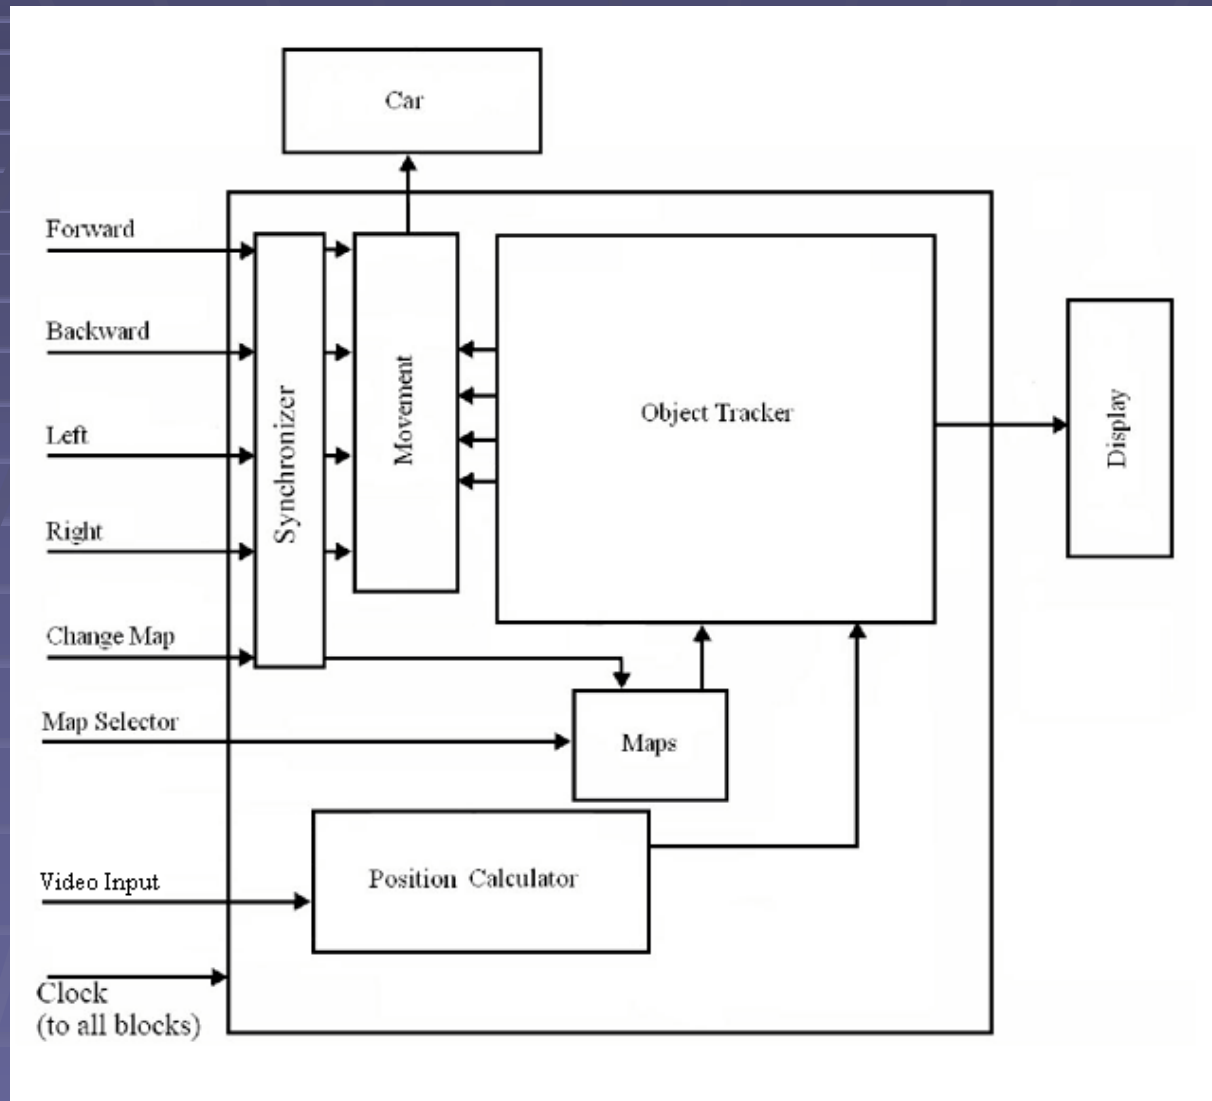 Car
Forward
Backward
Left
Right
Change Map
Map Selector
Video Input
Clock
(to all blocks)
Synchronizer
Movement
Object Tracker
Maps
Position Calculator
Display